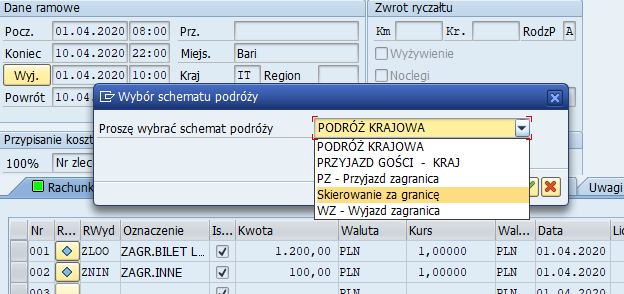 Dane ramowe
Zwrot ryczałtu
Pocz. 01.04.2020 08:00 Prz.
Km Kr. RodzP A
Koniec 10.04.2020 22:00 Miejs. Bari
Wyżywienie
Wyj. 01.04.2020 10:00 Kraj IT Region
Noclegi
Powrót 10.04
Wybór schematu podróży
Proszę wybrać schemat podróży PODRÓŻ KRAJOWA
PODRÓŻ KRAJOWA
PRZYJAZD GOŚCI - KRAJ
PZ - Przyjazd zagranica
Skierowanie za granicę
WZ - Wyjazd zagranica
Przypisanie koszt
100% Nr zlec
Rachunk
Uwagi
Nr R... RWyd Oznaczenie Is... Kwota Waluta Kurs Wal... Data Lic
001 ZLOO ZAGR.BILET L... 1.200,00 PLN 1,00000 PLN 01.04.2020
002 ZNIN ZAGR.INNE 100,00 PLN 1,00000 PLN 01.04.2020
003